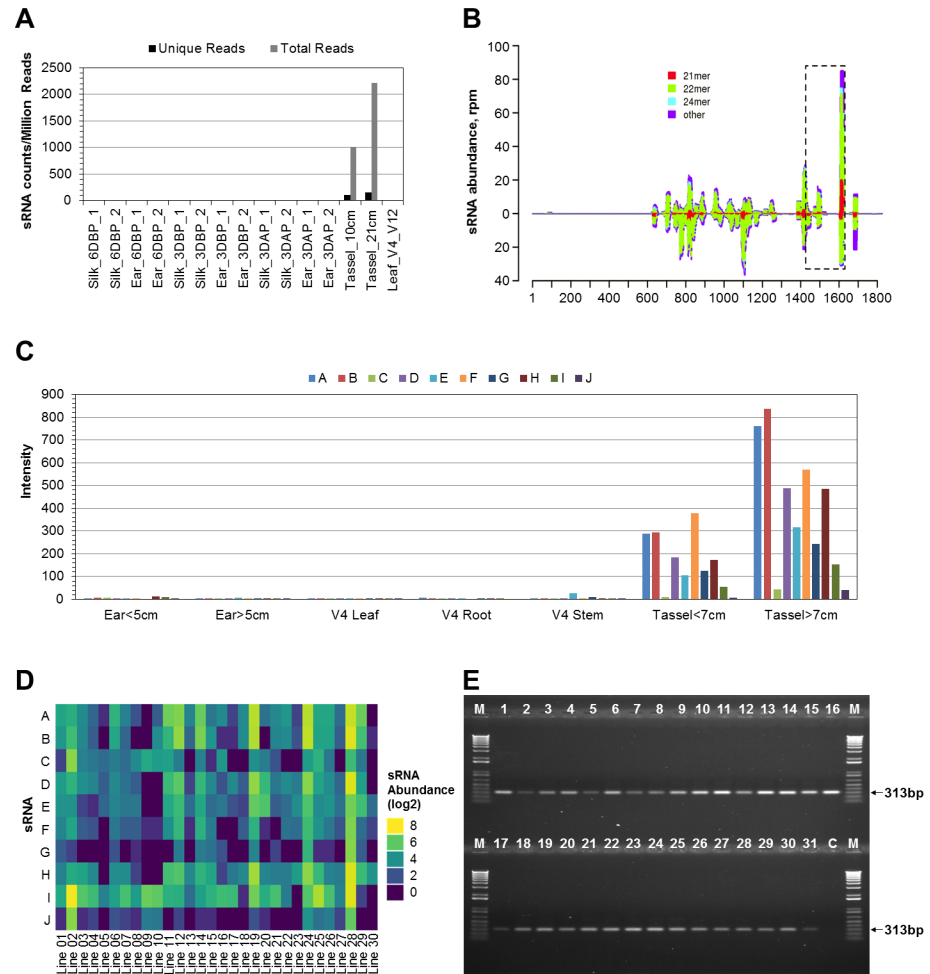 A
Unique Reads Total Reads
sRNA counts/Million Reads
2500
2000
1500
1000
500
0
Silk_6DBP_1
Silk_6DBP_2
Ear_6DBP_1
Ear_6DBP_2
Silk_3DBP_1
Silk_3DBP_2
Ear_3DBP_1
Ear_3DBP_2
Silk_3DAP_1
Silk_3DAP_2
Ear_3DAP_1
Ear_3DAP_2
Tassel_10cm
Tassel_21cm
Leaf_V4_V12
B
sRNA abundance, rpm
100
80
60
40
20
0
20
40
21mer
22mer
24mer
other
1 200 400 600 800 1000 1200 1400 1600 1800
C
A B C D E F G H I J
Intensity
900
800
700
600
500
400
300
200
100
0
Ear<5cm Ear>5cm V4 Leaf V4 Root V4 Stem Tassel<7cm Tassel>7cm
D
sRNA
A
B
C
D
E
F
G
H
I
J
Line 01
Line 02
Line 03
Line 04
Line 05
Line 06
Line 07
Line 08
Line 09
Line 10
Line 11
Line 12
Line 13
Line 14
Line 15
Line 16
Line 17
Line 18
Line 19
Line 20
Line 21
Line 22
Line 23
Line 24
Line 25
Line 26
Line 27
Line 28
Line 29
Line 30
sRNA
Abundance
(log2)
8
6
4
2
0
E
M 1 2 3 4 5 6 7 8 9 10 11 12 13 14 15 16 M
←313bp
17 18 19 20 21 22 23 24 25 26 27 28 29 30 31 C M
←313bp